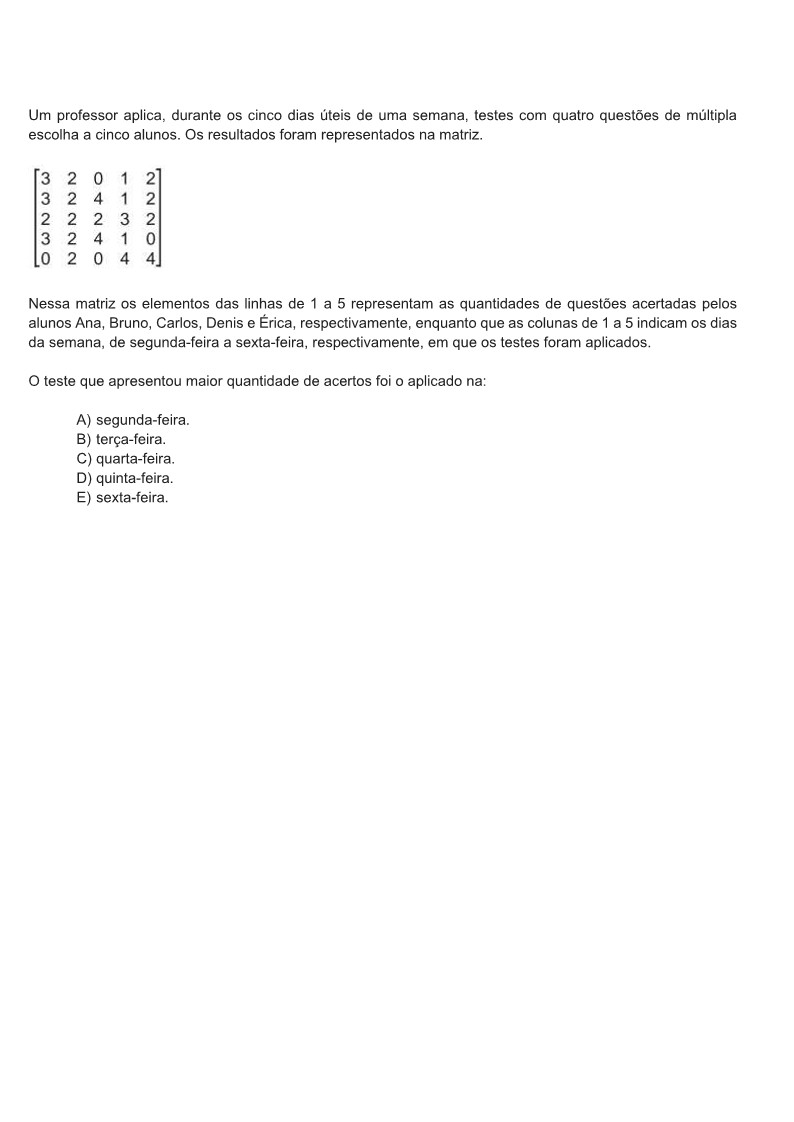 Um professor aplica, durante os cinco dias úteis de uma semana, testes com quatro questões de múltipla
escolha a cinco alunos. Os resultados foram representados na matriz.
3 2 0 1 2
3 2 4 1 2
2 2 2 3 2
3 2 4 1 0
0 2 0 4 4
Nessa matriz os elementos das linhas de 1 a 5 representam as quantidades de questões acertadas pelos
alunos Ana, Bruno, Carlos, Denis e Érica, respectivamente, enquanto que as colunas de 1 a 5 indicam os dias
da semana, de segunda-feira a sexta-feira, respectivamente, em que os testes foram aplicados.
O teste que apresentou maior quantidade de acertos foi o aplicado na:
A) segunda-feira.
B) terça-feira.
C) quarta-feira.
D) quinta-feira.
E) sexta-feira.